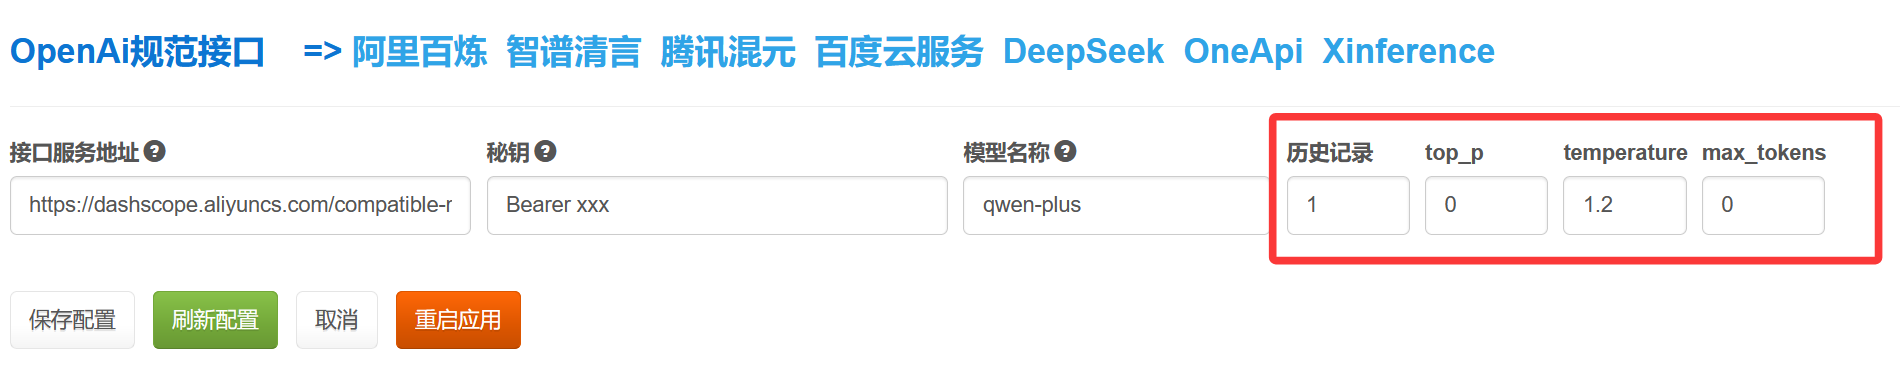 OpenAi规范接口 => 阿里百炼 智谱清言 腾讯混元 百度云服务 DeepSeek OneApi Xinference
接口服务地址 秘钥 模型名称 历史记录 top_p temperature max_tokens
https://dashscope.aliyuncs.com/compatible-r Bearer xxx qwen-plus 1 0 1.2 0
保存配置 刷新配置 取消 重启应用